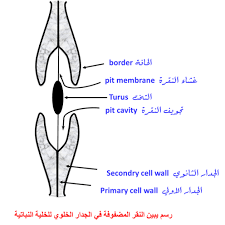 border الحافة
pit membrane غشاء النقرة
Turus التخت
pit cavity تجويف النقرة
Secondry cell wall الجدار الثانوي
Primary cell wall الجدار الاولي
رسم يبين النقر المضفوفة في الجدار الخلوي للخلية النباتية